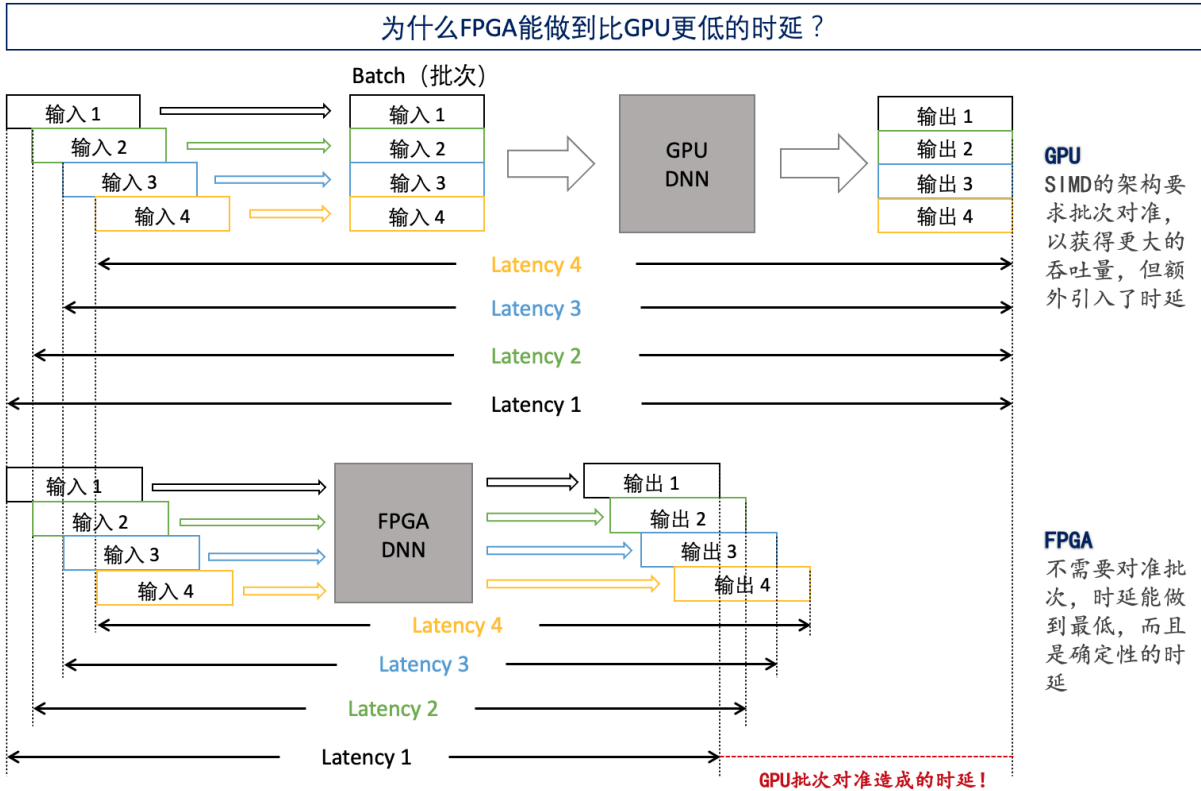 为什么FPGA能做到比GPU更低的时延？
Batch（批次）
输入 1
输入 2
输入 3
输入 4
输入 1
输入 2
输入 3
输入 4
GPU
DNN
输出 1
输出 2
输出 3
输出 4
GPU
SIMD的架构要
求批次对准，
以获得更大的
吞吐量，但额
外引入了时延
Latency 4
Latency 3
Latency 2
Latency 1
输入 1
输入 2
输入 3
输入 4
FPGA
DNN
输出 1
输出 2
输出 3
输出 4
FPGA
不需要对准批
次，时延能做
到最低，而且
是确定性的时
延
Latency 4
Latency 3
Latency 2
Latency 1
GPU批次对准造成的时延！